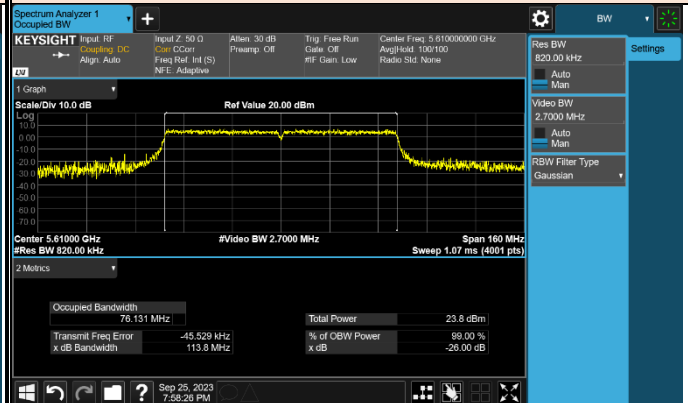 Spectrum Analyzer 1
Occupied BW
+
BW
KEYSIGHT Input: RF Input Z: 50 Ω Atten: 30 dB Trig: Free Run Center Freq: 5.610000000 GHz
Coupling: DC Corr CCorr Preamp: Off Gate: Off Avg|Hold: 100/100
Align: Auto Freq Ref: Int (S) #IF Gain: Low Radio Std: None
NFE: Adaptive
LXI
1 Graph
Scale/Div 10.0 dB Ref Value 20.00 dBm
Log
10.0
0.00
-10.0
-20.0
-30.0
-40.0
-50.0
-60.0
-70.0
Center 5.61000 GHz #Video BW 2.7000 MHz Span 160 MHz
#Res BW 820.00 kHz Sweep 1.07 ms (4001 pts)
2 Metrics
Occupied Bandwidth
76.131 MHz Total Power 23.8 dBm
Transmit Freq Error -45.529 kHz % of OBW Power 99.00 %
x dB Bandwidth 113.8 MHz x dB -26.00 dB
? Sep 25, 2023
7:58:26 PM
Res BW
820.00 kHz
Auto
Man
Video BW
2.7000 MHz
Auto
Man
RBW Filter Type
Gaussian
Settings